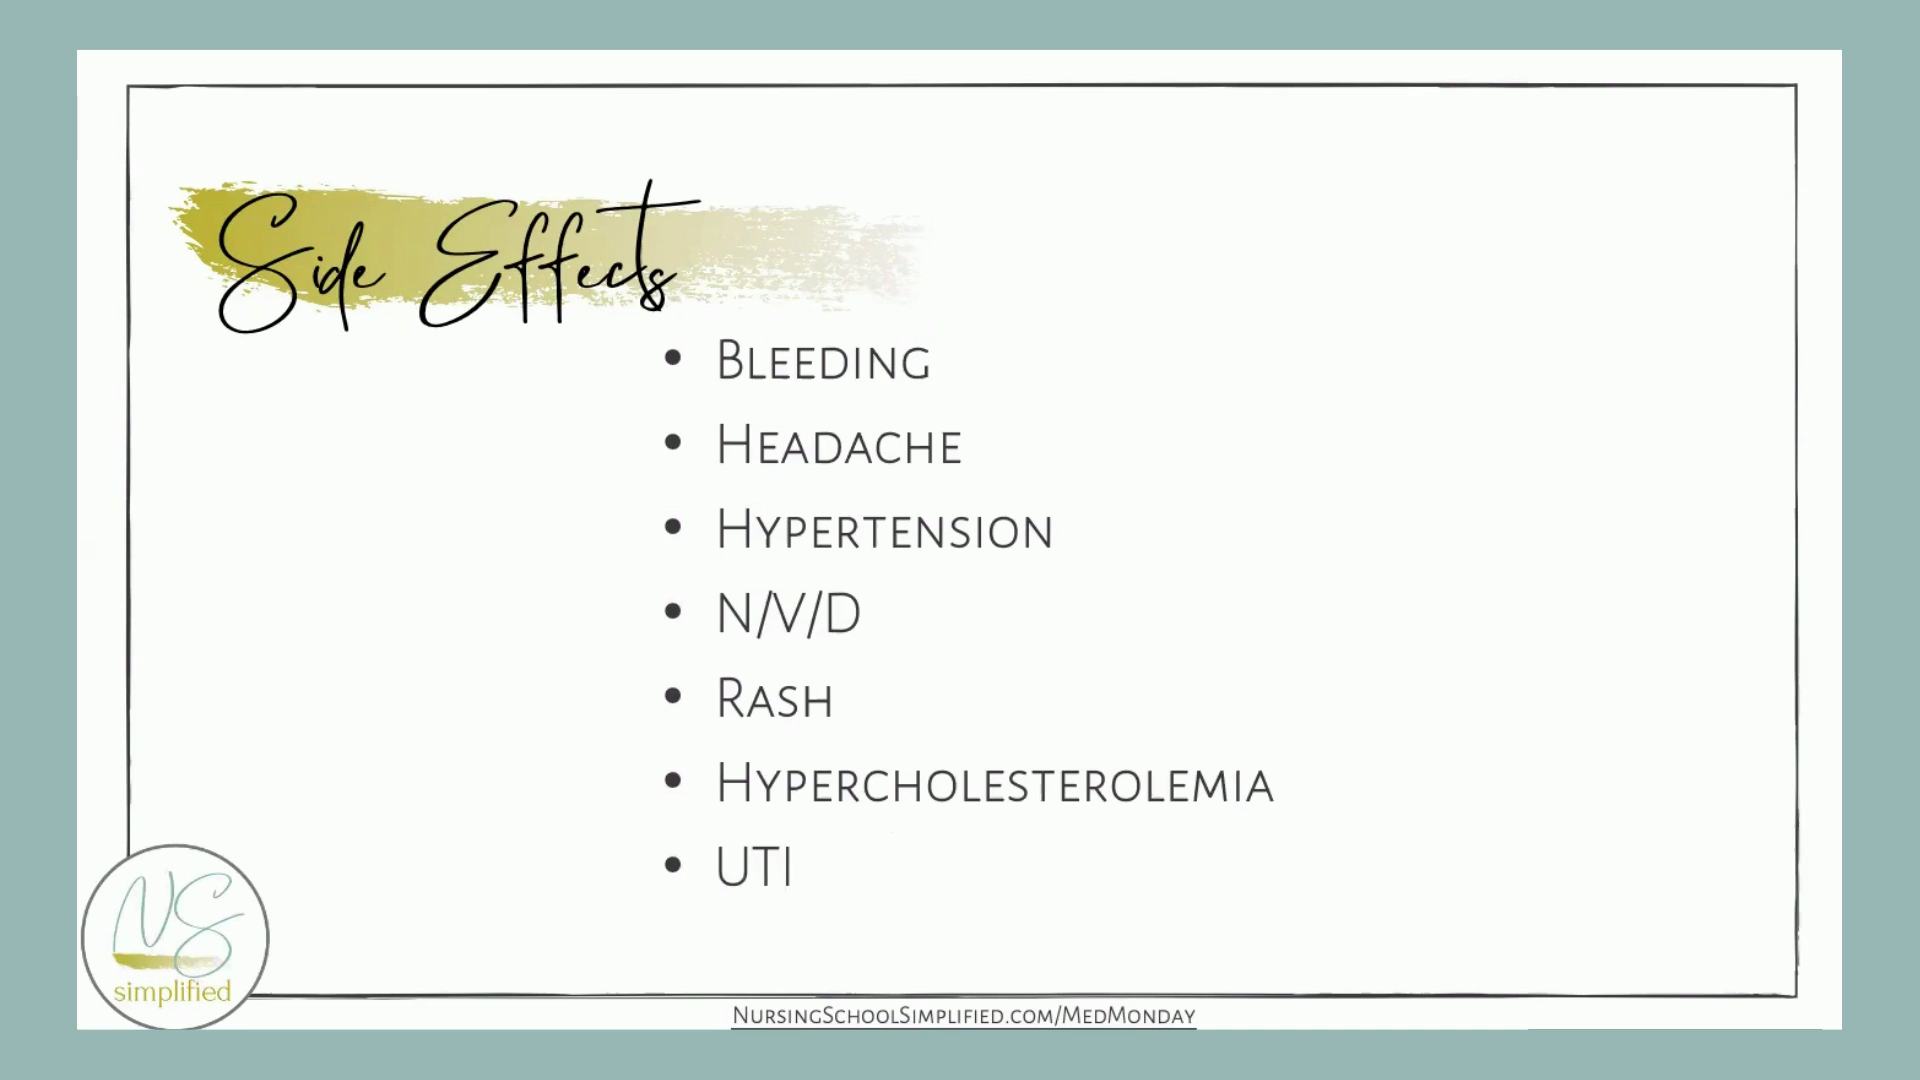 Side Effects
• Bleeding
• Headache
• Hypertension
• N/V/D
• Rash
• Hypercholesterolemia
• UTI
NS
simplified
NursingSchoolSimplified.com/MedMonday